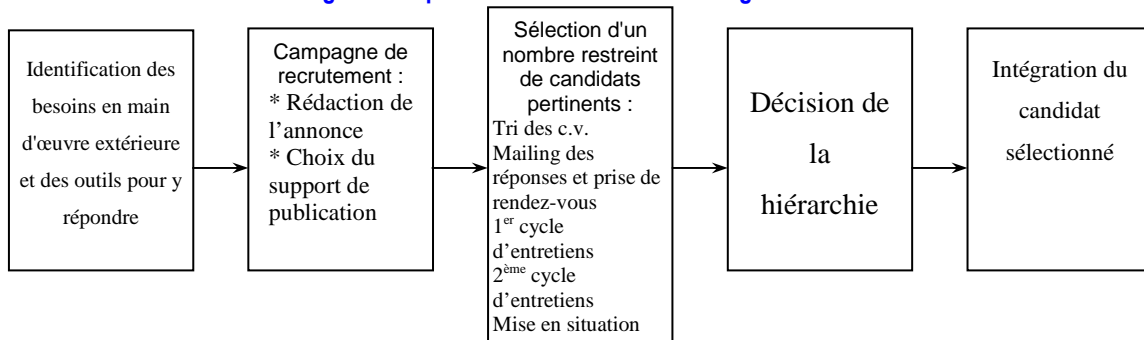 Identification des
besoins en main
d'œuvre extérieure
et des outils pour y
répondre
Campagne de
recrutement :
* Rédaction de
l’annonce
* Choix du
support de
publication
Sélection d'un
nombre restreint
de candidats
pertinents :
Tri des c.v.
Mailing des
réponses et prise de
rendez-vous
1er cycle
d’entretiens
2ème cycle
d’entretiens
Mise en situation
Décision de
la
hiérarchie
Intégration du
candidat
sélectionné